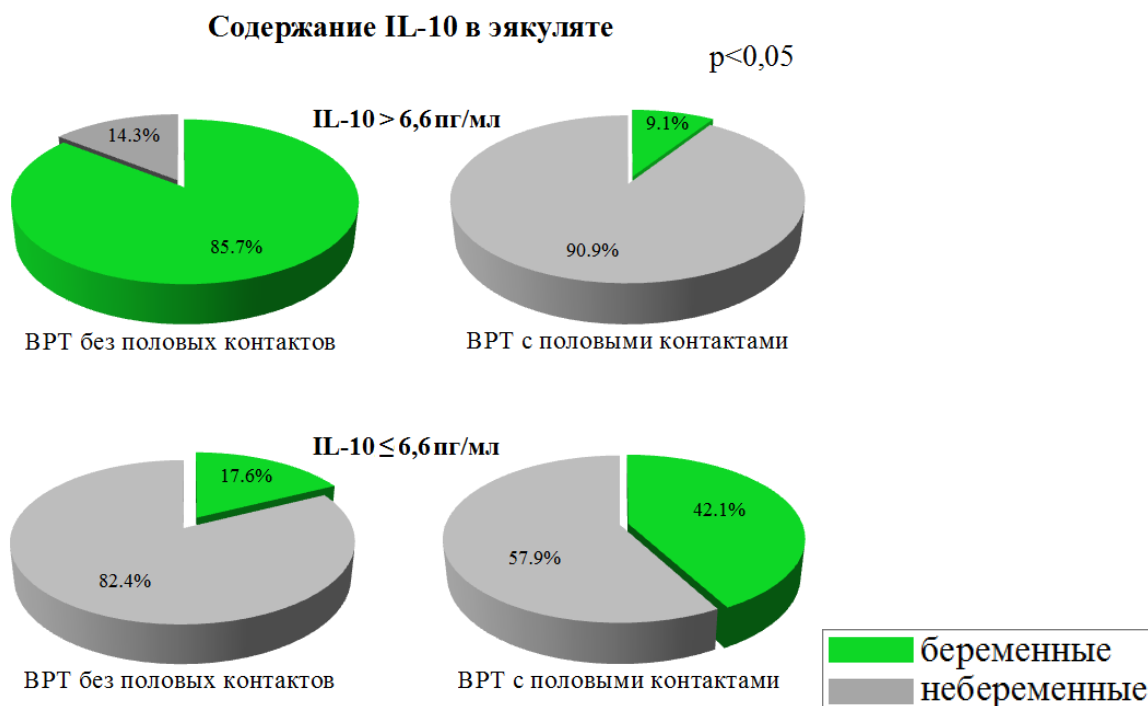 Содержание IL-10 в эякуляте
p<0,05
IL-10 > 6,6 пг/мл
14.3%
85.7%
9.1%
90.9%
ВРТ без половых контактов
ВРТ с половыми контактами
IL-10 ≤ 6,6 пг/мл
17.6%
82.4%
42.1%
57.9%
ВРТ без половых контактов
ВРТ с половыми контактами
беременные
небеременные